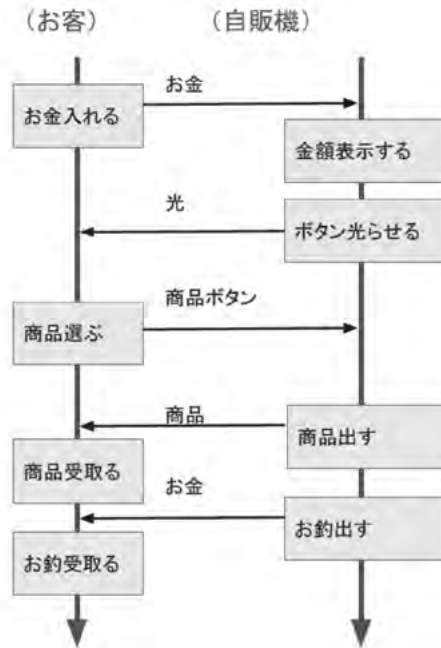 （お客）
（自販機）
お金
お金入れる
金額表示する
光
ボタン光らせる
商品ボタン
商品選ぶ
商品
商品出す
商品受取る
お金
お釣出す
お釣受取る